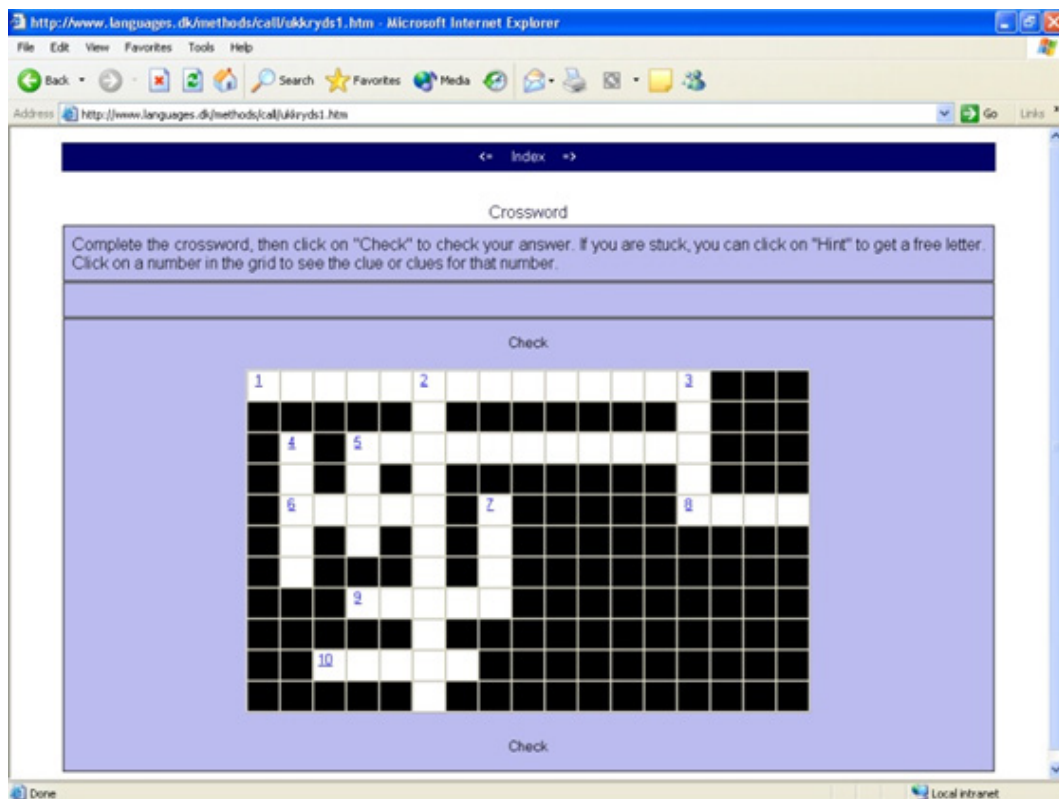 http://www.languages.dk/methods/call/ukkryds1.htm - Microsoft Internet Explorer
File Edit View Favorites Tools Help
Back Search Favorites Media
Address http://www.languages.dk/methods/call/ukkryds1.htm Go Links »
<= Index =>
Crossword
Complete the crossword, then click on "Check" to check your answer. If you are stuck, you can click on "Hint" to get a free letter.
Click on a number in the grid to see the clue or clues for that number.
Check
1 2 3
4 5
6 7 8
9
10
Check
Done Local intranet